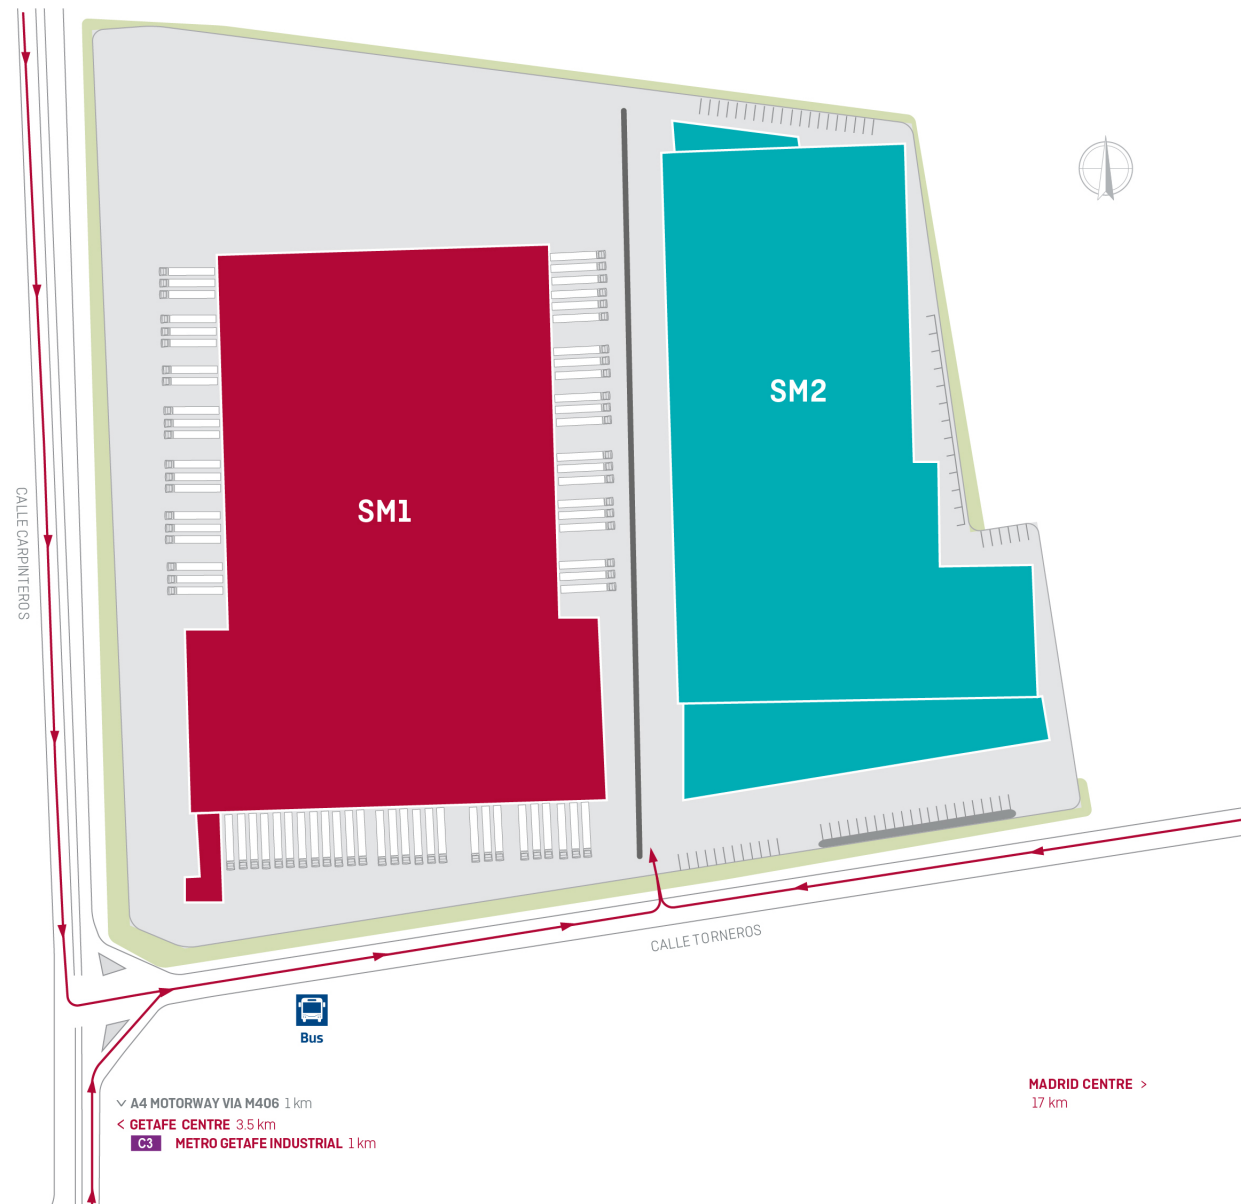 SM2
SM1
CALLE CARPINTEROS
CALLE TORNEROS
Bus
A4 MOTORWAY VIA M406 1 km
< GETAFE CENTRE 3.5 km
C3 METRO GETAFE INDUSTRIAL 1 km
MADRID CENTRE >
17 km